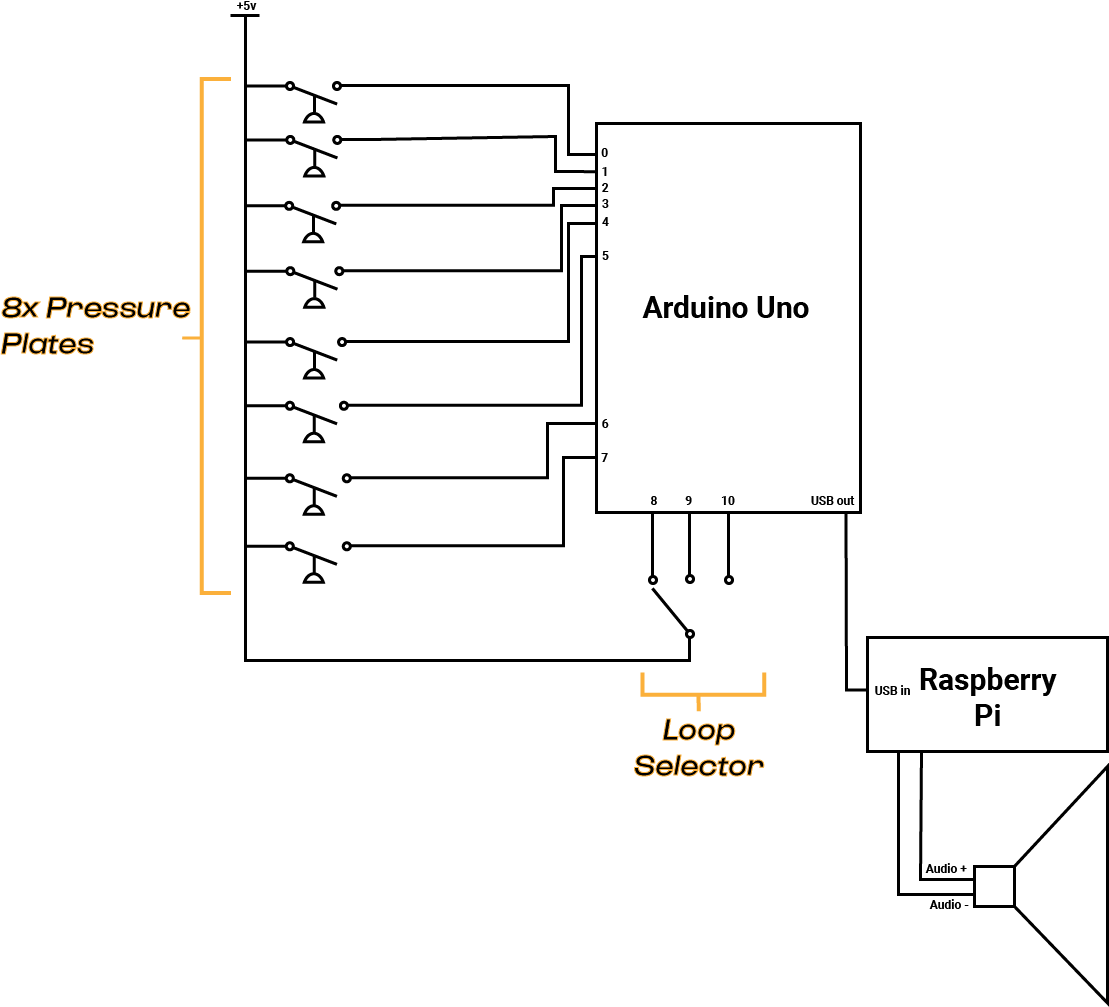 +5v
0
1
2
3
4
5
8x Pressure
Plates
Arduino Uno
6
7
8 9 10 USB out
USB in
Raspberry
Pi
Loop
Selector
Audio +
Audio -